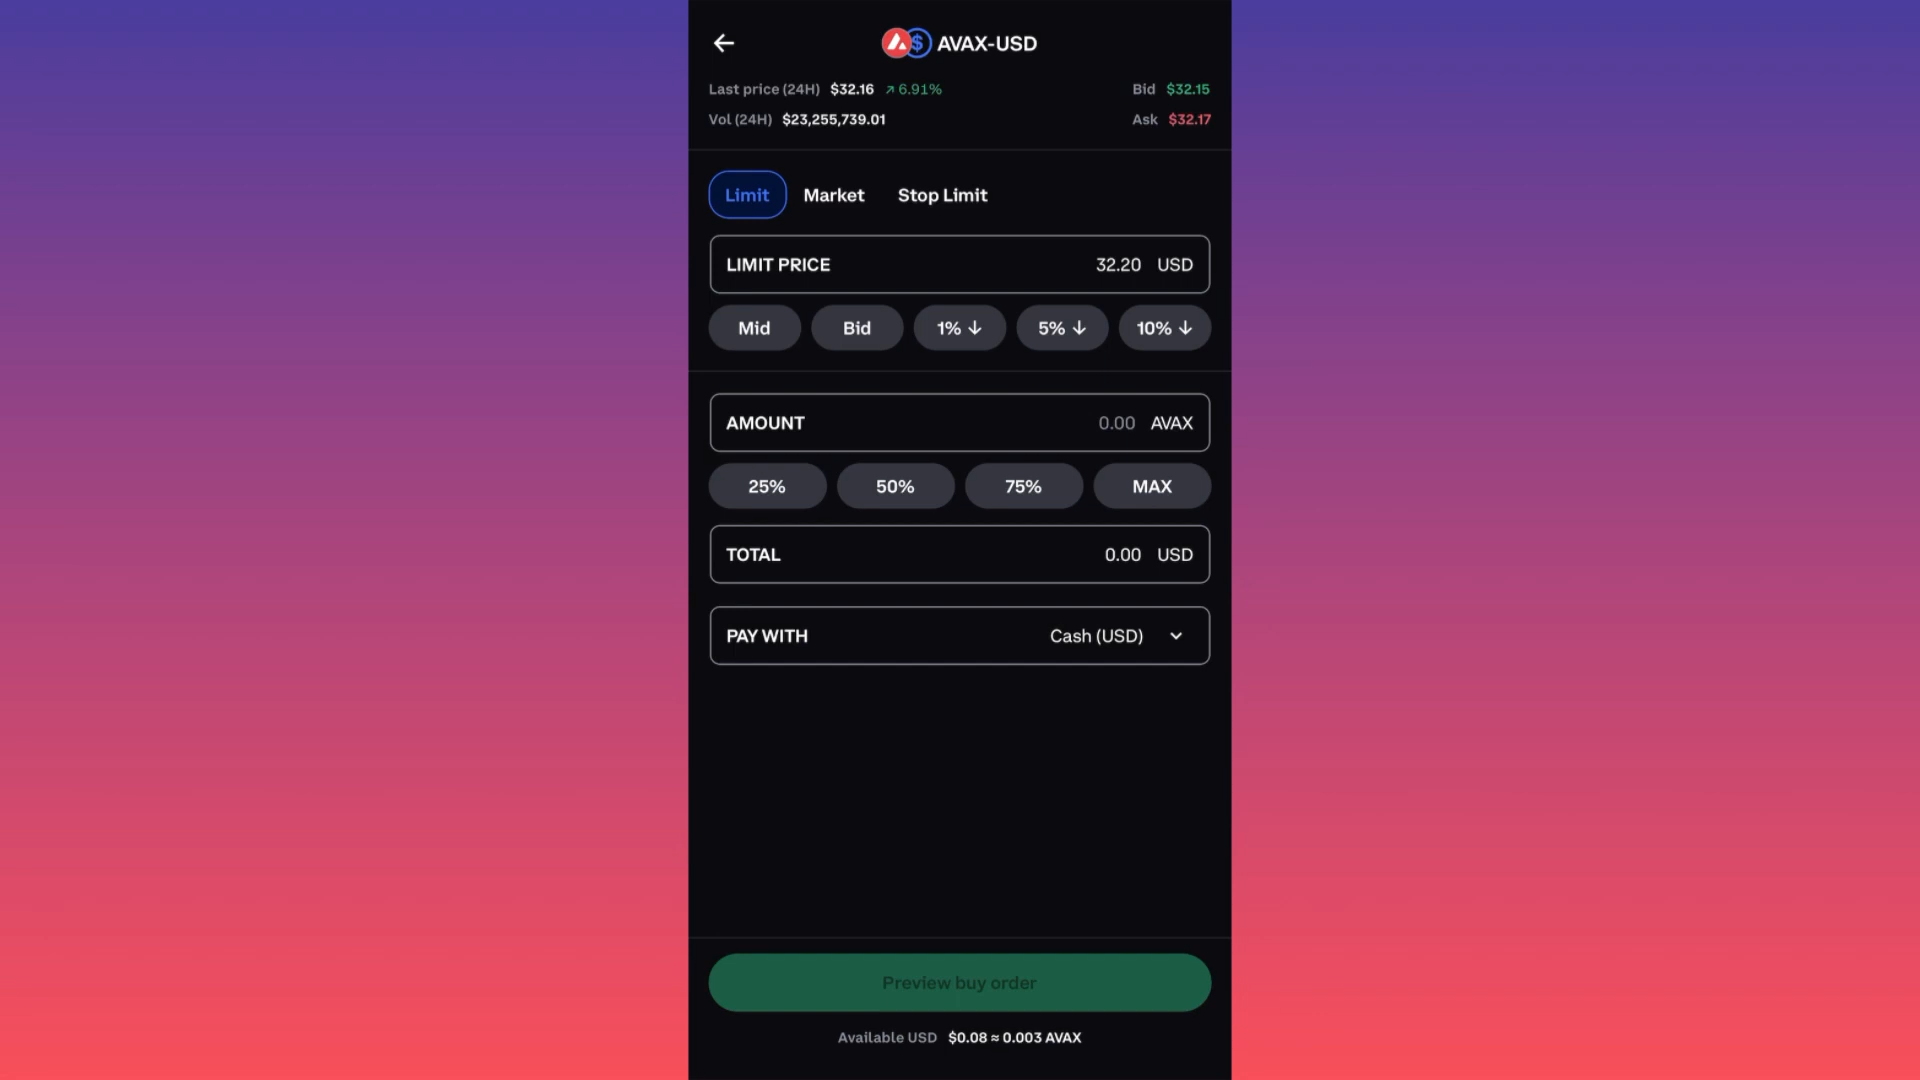 AVAX-USD
Last price (24H) $32.16 ↗ 6.91% Bid $32.15
Vol (24H) $23,255,739.01 Ask $32.17
Limit Market Stop Limit
LIMIT PRICE 32.20 USD
Mid Bid 1% ↓ 5% ↓ 10% ↓
AMOUNT 0.00 AVAX
25% 50% 75% MAX
TOTAL 0.00 USD
PAY WITH Cash (USD)
Preview buy order
Available USD $0.08 ≈ 0.003 AVAX